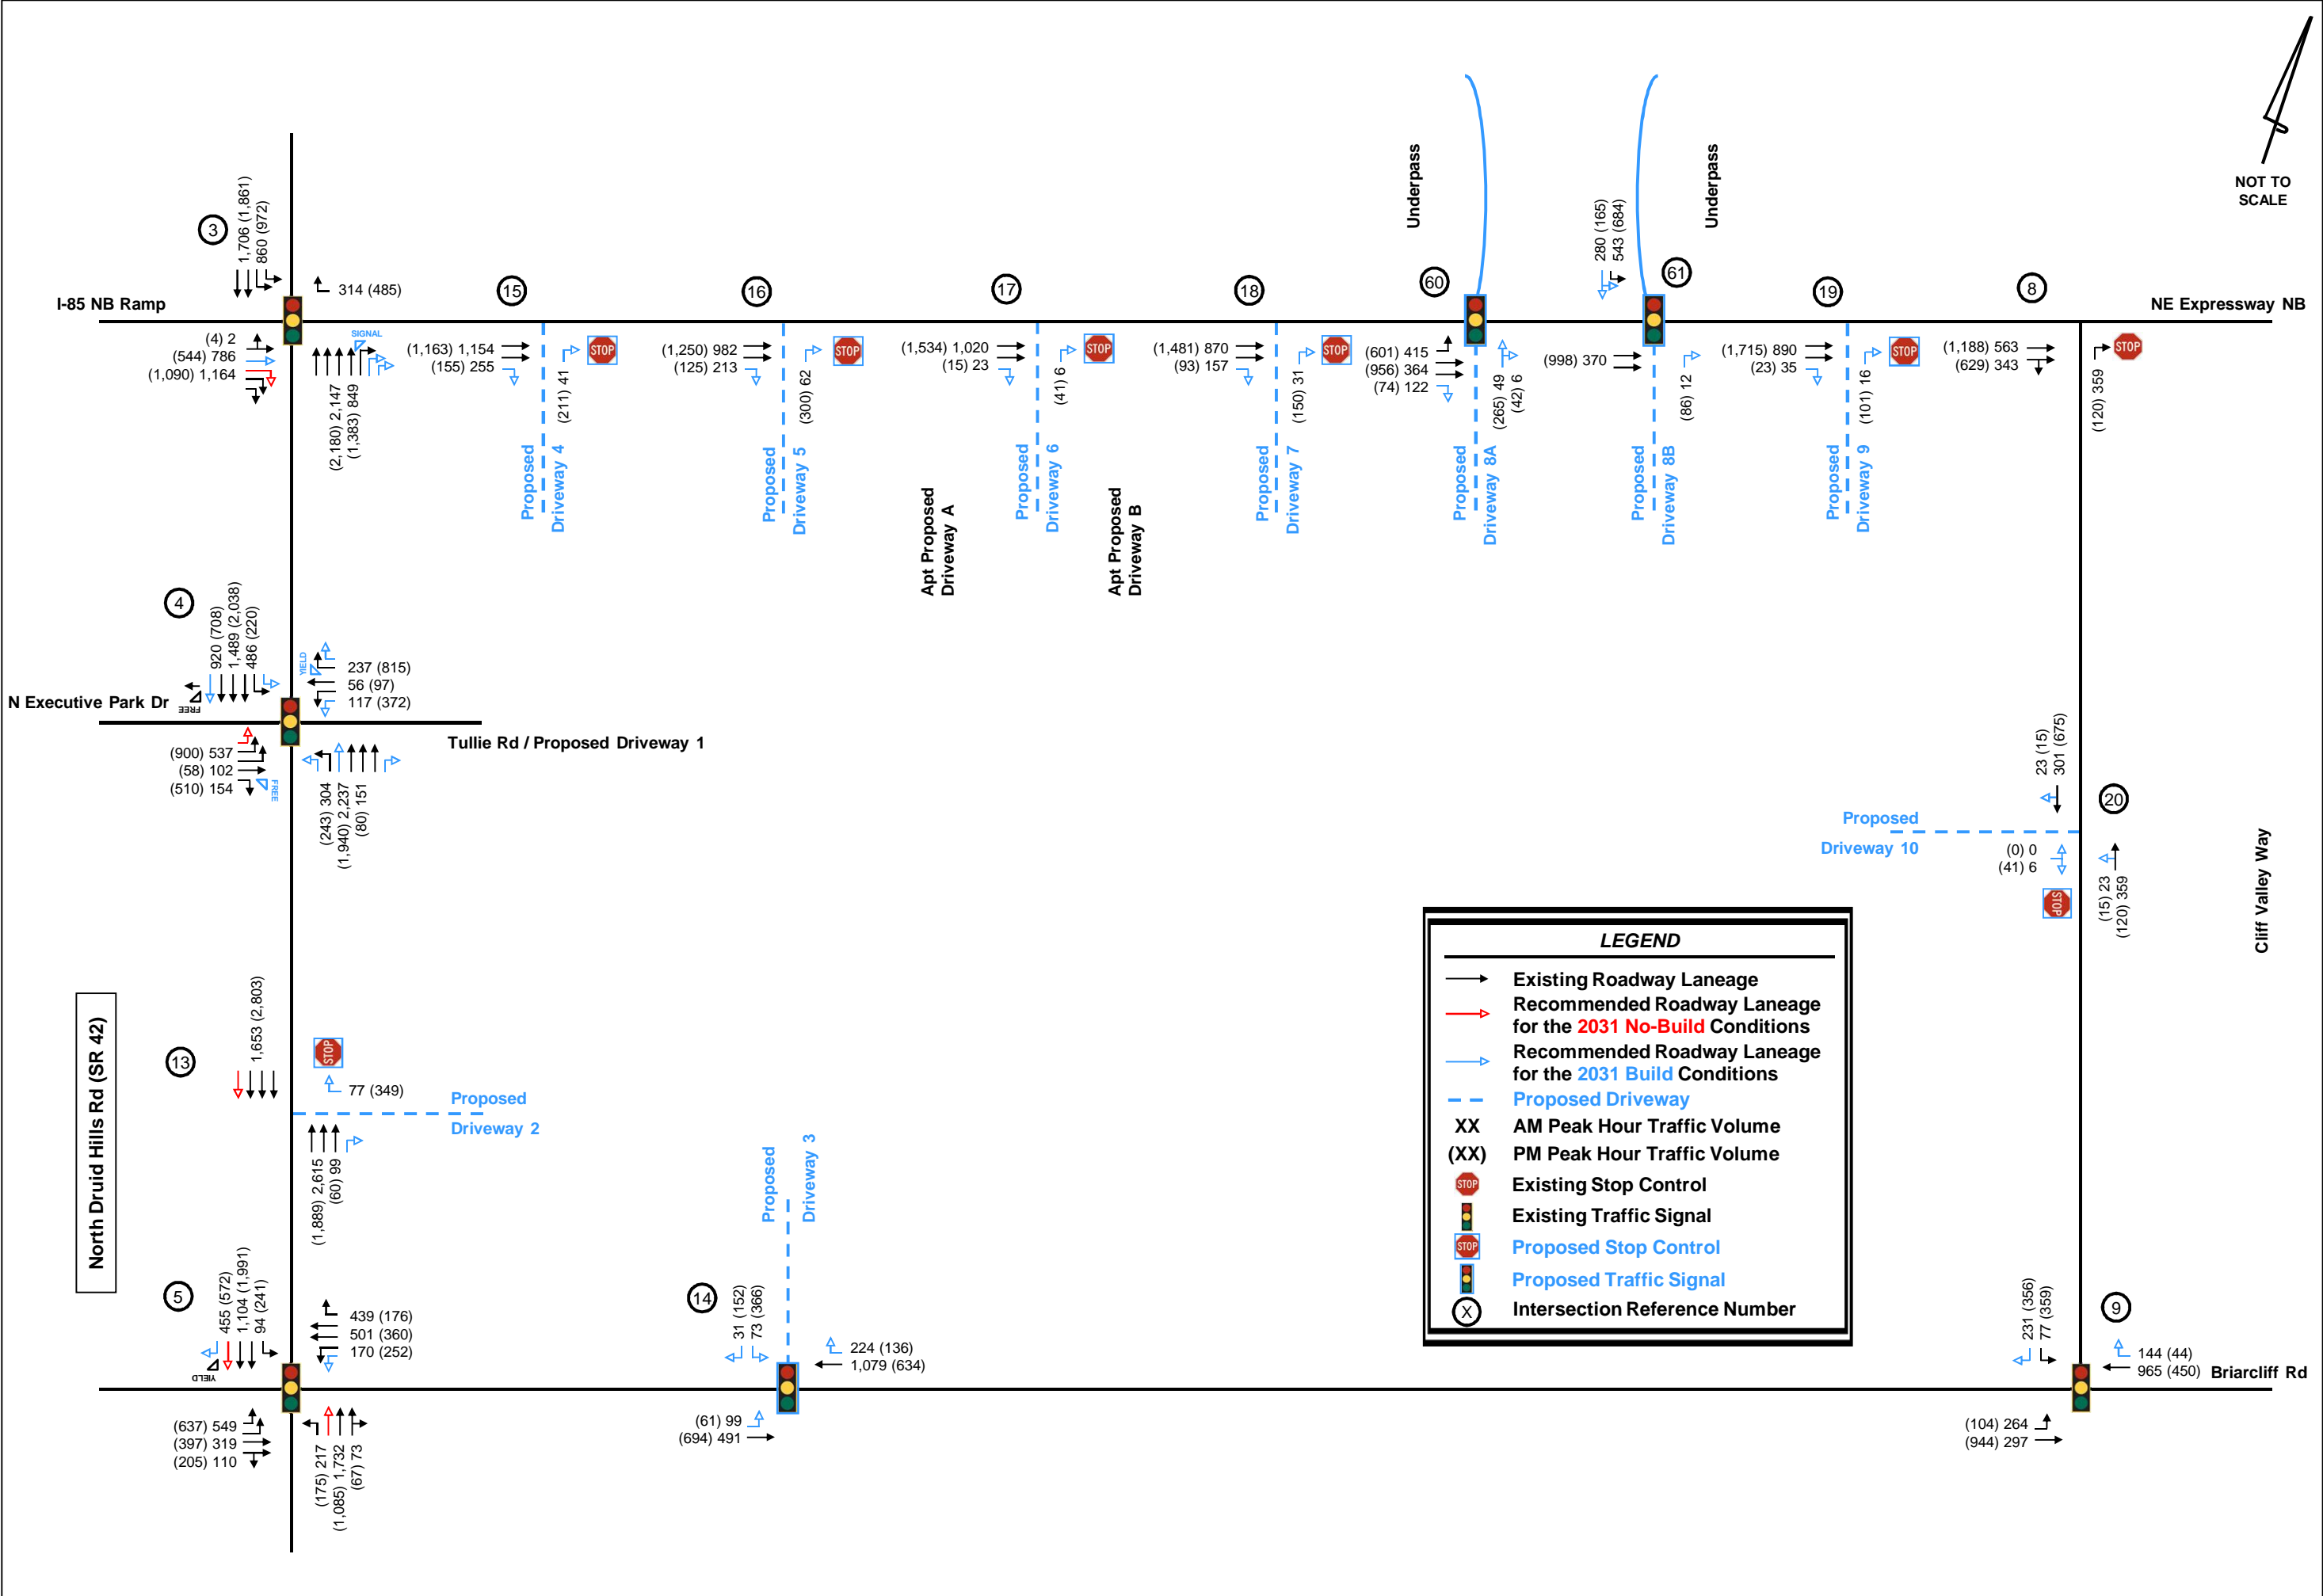 NOT TO
SCALE
3
1,706 (1,861)
860 (972)
314 (485)
I-85 NB Ramp
(4) 2
(544) 786
(1,090) 1,164
SIGNAL
(2,180) 2,147
(1,383) 849
15
(1,163) 1,154
(155) 255
(211) 41
STOP
Proposed
Driveway 4
16
(1,250) 982
(125) 213
(300) 62
STOP
Proposed
Driveway 5
17
(1,534) 1,020
(15) 23
(41) 6
STOP
Proposed
Driveway 6
Apt Proposed
Driveway A
Apt Proposed
Driveway B
18
(1,481) 870
(93) 157
(150) 31
STOP
Proposed
Driveway 7
Underpass
60
(601) 415
(956) 364
(74) 122
(265) 49
(42) 6
Proposed
Driveway 8A
280 (165)
543 (684)
Underpass
61
(998) 370
(86) 12
Proposed
Driveway 8B
19
(1,715) 890
(23) 35
(101) 16
STOP
Proposed
Driveway 9
8
NE Expressway NB
(1,188) 563
(629) 343
(120) 359
STOP
4
920 (708)
1,489 (2,038)
486 (220)
FREE
YIELD
237 (815)
56 (97)
117 (372)
N Executive Park Dr
Tullie Rd / Proposed Driveway 1
(900) 537
(58) 102
(510) 154
FREE
(243) 304
(1,940) 2,237
(80) 151
23 (15)
301 (675)
20
Proposed
Driveway 10
(0) 0
(41) 6
STOP
(15) 23
(120) 359
Cliff Valley Way
North Druid Hills Rd (SR 42)
13
1,653 (2,803)
STOP
77 (349)
Proposed
Driveway 2
(1,889) 2,615
(60) 99
LEGEND
Existing Roadway Laneage
Recommended Roadway Laneage
for the 2031 No-Build Conditions
Recommended Roadway Laneage
for the 2031 Build Conditions
Proposed Driveway
XX AM Peak Hour Traffic Volume
(XX) PM Peak Hour Traffic Volume
STOP Existing Stop Control
Existing Traffic Signal
STOP Proposed Stop Control
Proposed Traffic Signal
X Intersection Reference Number
5
455 (572)
1,104 (1,991)
94 (241)
YIELD
439 (176)
501 (360)
170 (252)
(637) 549
(397) 319
(205) 110
(175) 217
(1,085) 1,732
(67) 73
Proposed
Driveway 3
14
31 (152)
73 (366)
224 (136)
1,079 (634)
(61) 99
(694) 491
231 (356)
77 (359)
9
144 (44)
965 (450)
Briarcliff Rd
(104) 264
(944) 297